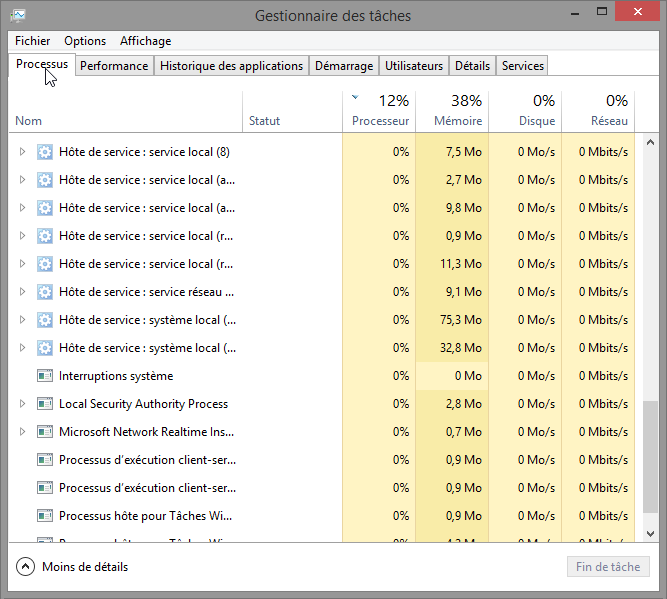 Gestionnaire des tâches
Fichier Options Affichage
Processus Performance Historique des applications Démarrage Utilisateurs Détails Services
12% 38% 0% 0%
Nom Statut Processeur Mémoire Disque Réseau
Hôte de service : service local (8) 0% 7,5 Mo 0 Mo/s 0 Mbits/s
Hôte de service : service local (a... 0% 2,7 Mo 0 Mo/s 0 Mbits/s
Hôte de service : service local (a... 0% 9,8 Mo 0 Mo/s 0 Mbits/s
Hôte de service : service local (r... 0% 0,9 Mo 0 Mo/s 0 Mbits/s
Hôte de service : service local (r... 0% 11,3 Mo 0 Mo/s 0 Mbits/s
Hôte de service : service réseau ... 0% 9,1 Mo 0 Mo/s 0 Mbits/s
Hôte de service : système local (... 0% 75,3 Mo 0 Mo/s 0 Mbits/s
Hôte de service : système local (... 0% 32,8 Mo 0 Mo/s 0 Mbits/s
Interruptions système 0% 0 Mo 0 Mo/s 0 Mbits/s
Local Security Authority Process 0% 2,8 Mo 0 Mo/s 0 Mbits/s
Microsoft Network Realtime Ins... 0% 0,7 Mo 0 Mo/s 0 Mbits/s
Processus d'exécution client-ser... 0% 0,9 Mo 0 Mo/s 0 Mbits/s
Processus d'exécution client-ser... 0% 0,9 Mo 0 Mo/s 0 Mbits/s
Processus hôte pour Tâches Wi... 0% 0,9 Mo 0 Mo/s 0 Mbits/s
Moins de détails Fin de tâche